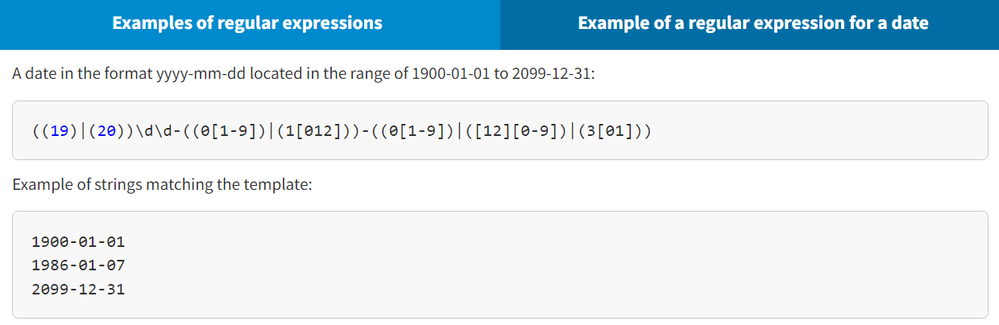 Examples of regular expressions
Example of a regular expression for a date
A date in the format yyyy-mm-dd located in the range of 1900-01-01 to 2099-12-31:
((19)|(20))\d\d-((0[1-9])|(1[012]))-((0[1-9])|([12][0-9])|(3[01]))
Example of strings matching the template:
1900-01-01
1986-01-07
2099-12-31